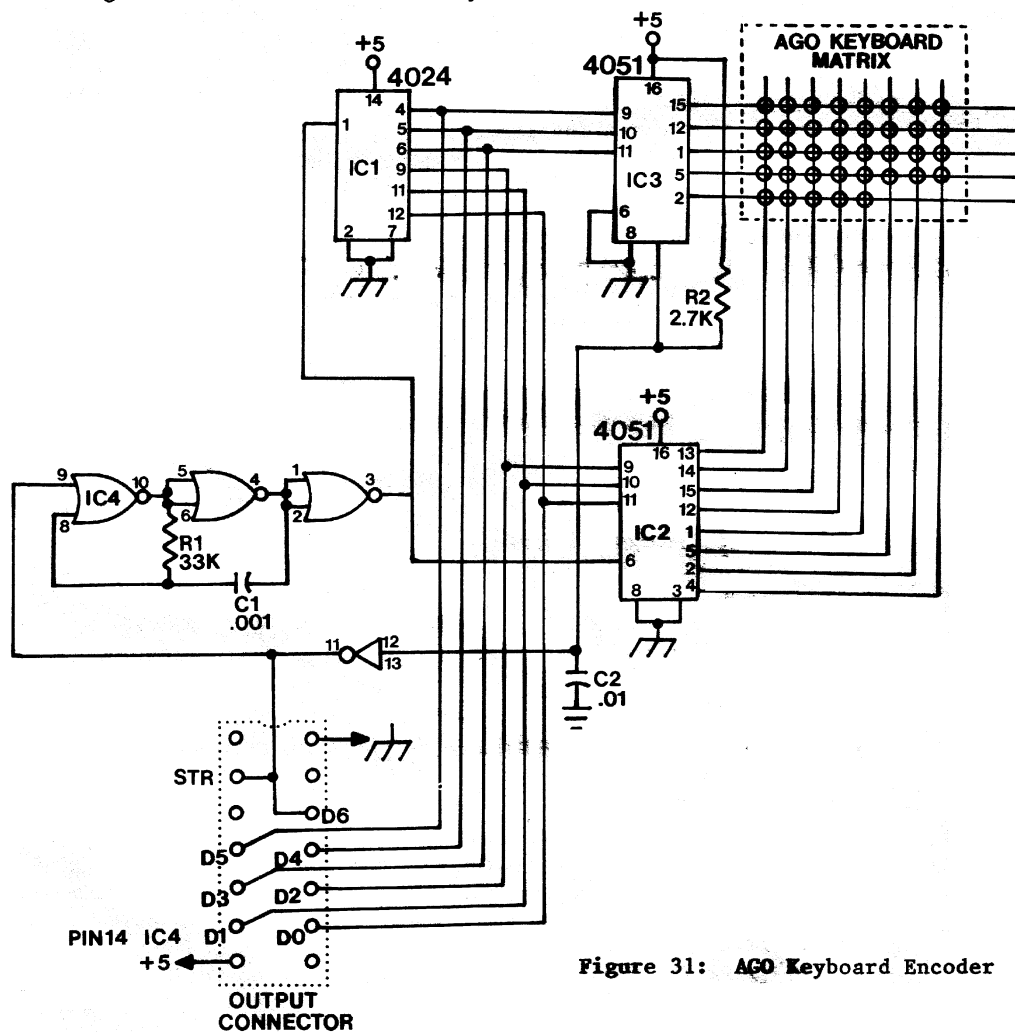 +5
4024
14
1
4
5
6
9
11
12
IC1
2
7
+5
4051
16
9
10
11
15
12
1
5
2
IC3
6
8
AGO KEYBOARD
MATRIX
R2
2.7K
+5
4051
16
9
10
11
6
13
14
15
12
1
5
2
4
IC2
8
3
9
8
IC4
10
5
6
4
1
2
3
R1
33K
C1
.001
11
12
13
C2
.01
STR
D6
D5
D4
D3
D2
D1
D0
PIN14 IC4
+5
OUTPUT
CONNECTOR
Figure 31: AGO Keyboard Encoder